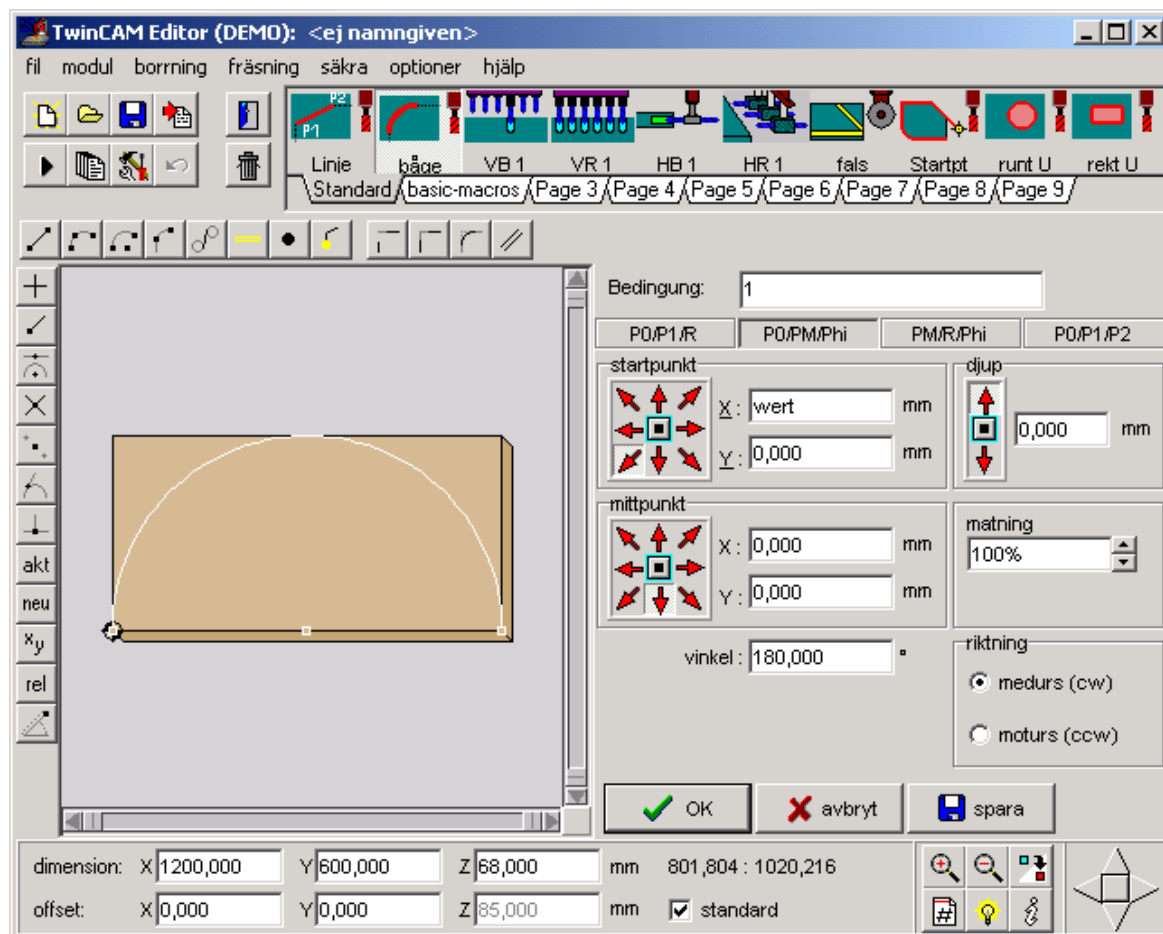 TwinCAM Editor (DEMO): <ej namngiven>
fil modul borrning fräsning säkra optioner hjälp
P2
P1
Linje båge VB 1 VR 1 HB 1 HR 1 fals Startpt runt U rekt U
Standard basic-macros Page 3 Page 4 Page 5 Page 6 Page 7 Page 8 Page 9
Bedingung: 1
P0/P1/R P0/PM/Phi PM/R/Phi P0/P1/P2
startpunkt djup
X : wert mm
0,000 mm
Y : 0,000 mm
mittpunkt
matning
X : 0,000 mm
100%
Y : 0,000 mm
akt
neu
xy
rel
vinkel : 180,000 °
riktning
medurs (cw)
moturs (ccw)
OK avbryt spara
dimension: X 1200,000 Y 600,000 Z 68,000 mm 801,804 : 1020,216
offset: X 0,000 Y 0,000 Z 85,000 mm standard